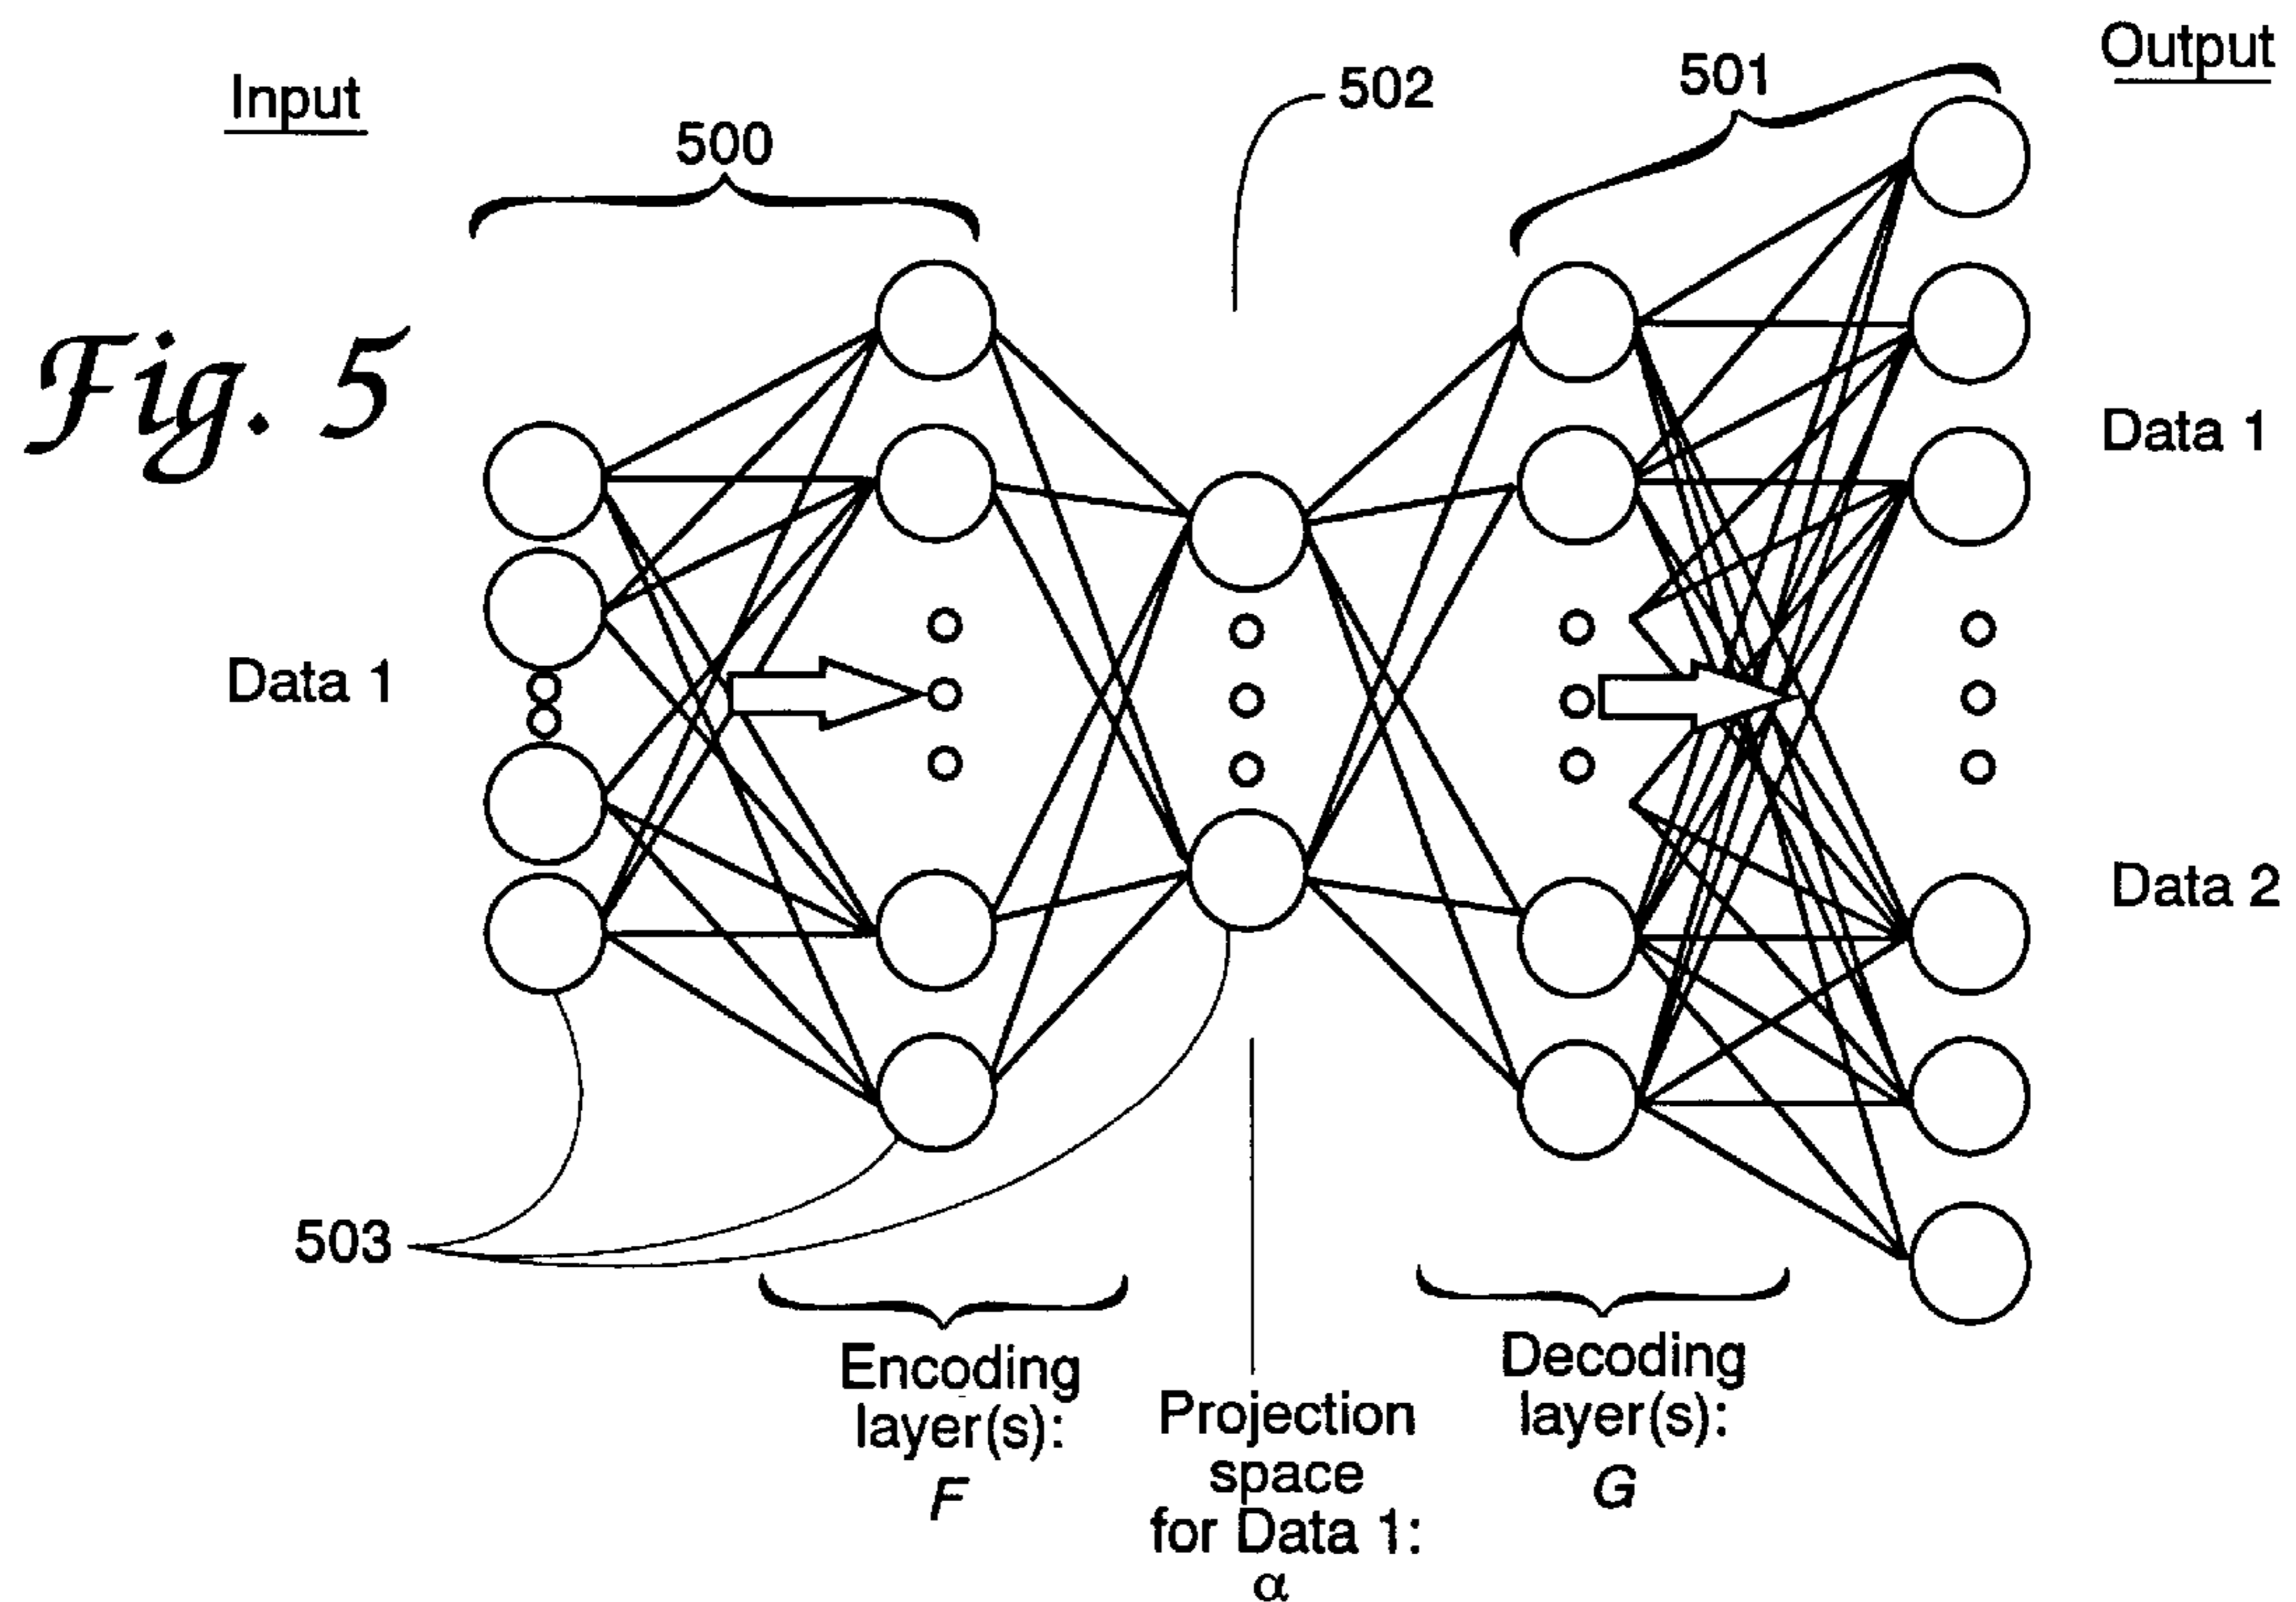 Output
Input
501
502
500
Fig. 5
Data 1
Data 1
Data 2
503
Encoding
layer(s):
F
Projection
space
for Data 1:
α
Decoding
layer(s):
G